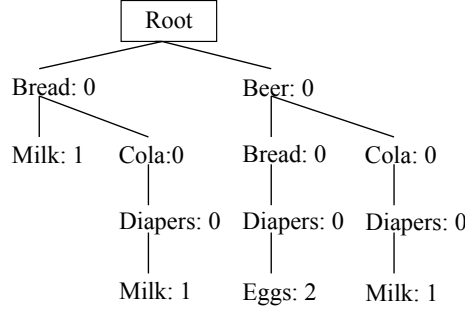 Root
Bread: 0 Beer: 0
Milk: 1 Cola:0 Bread: 0 Cola: 0
Diapers: 0 Diapers: 0 Diapers: 0
Milk: 1 Eggs: 2 Milk: 1